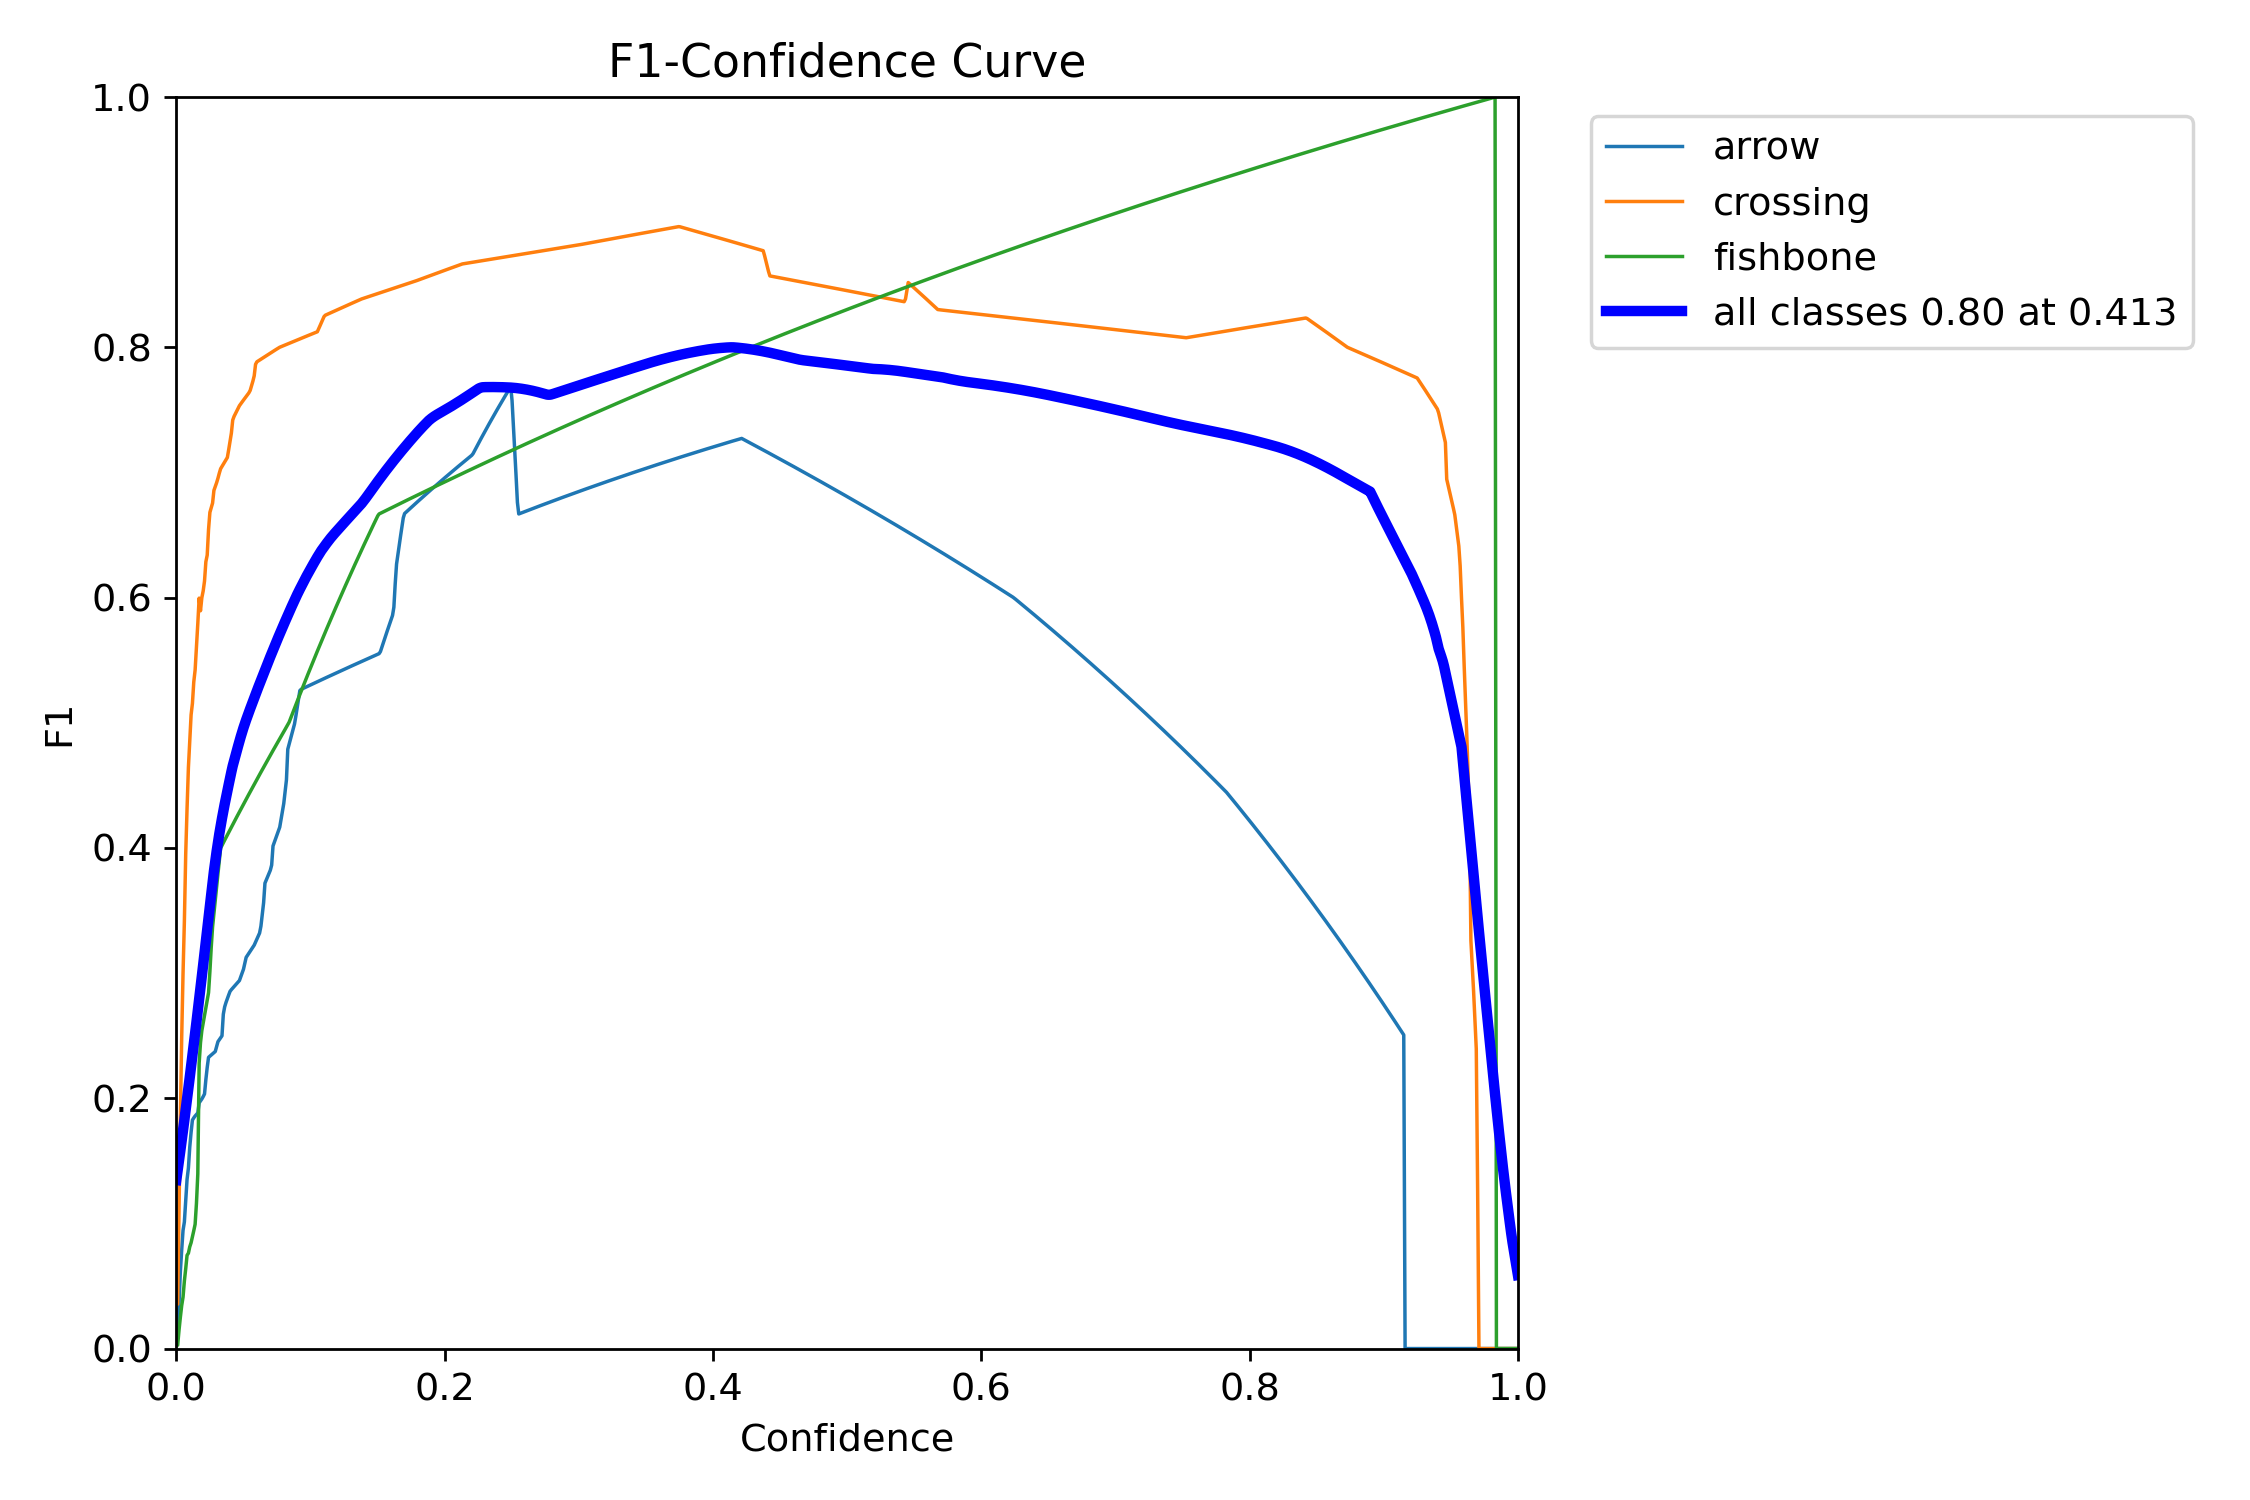 F1-Confidence Curve
1.0
0.8
0.6
0.4
0.2
0.0
F1
0.0 0.2 0.4 0.6 0.8 1.0
Confidence
arrow
crossing
fishbone
all classes 0.80 at 0.413